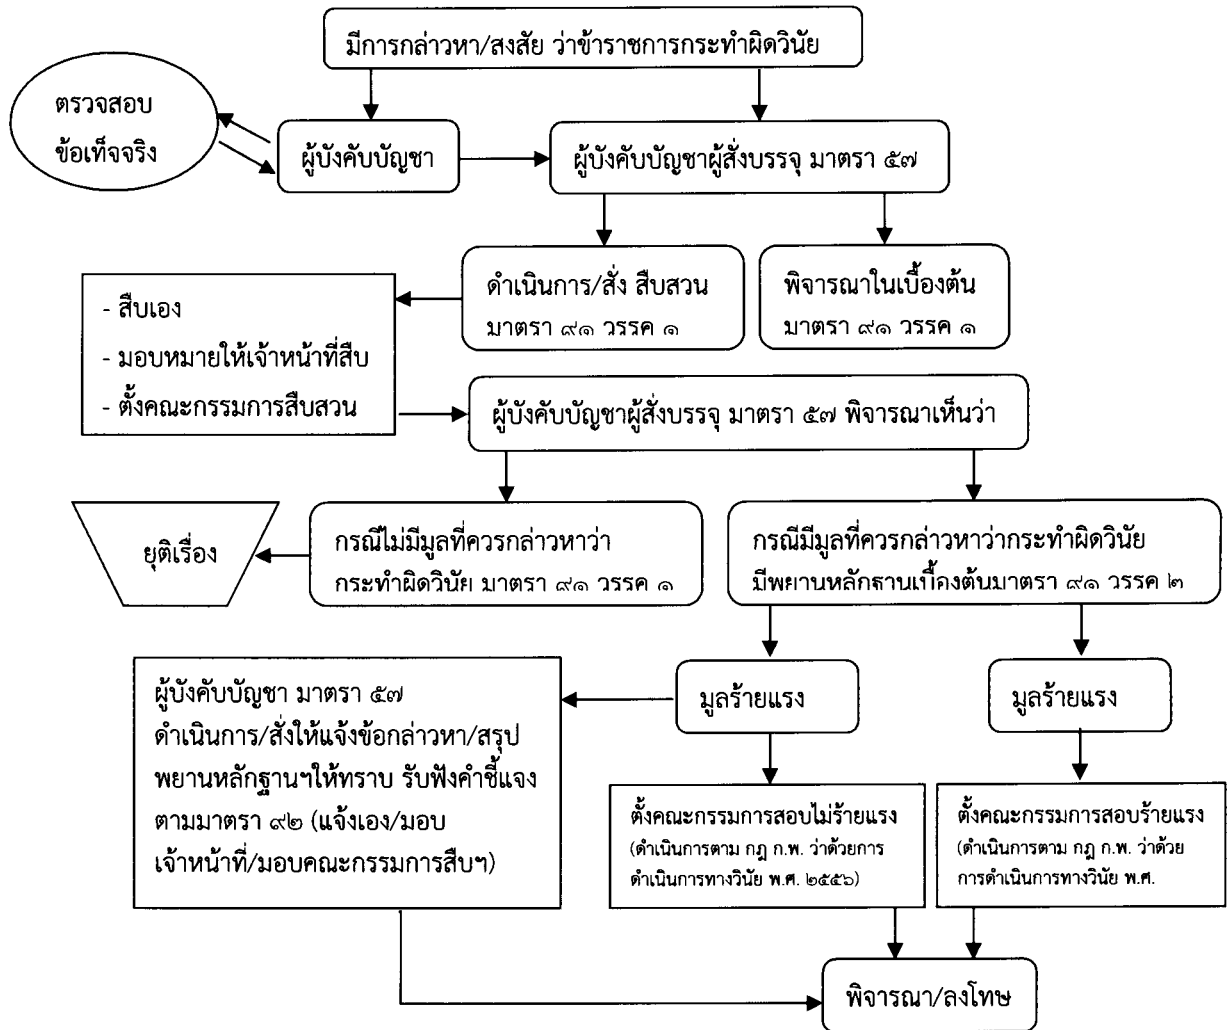 มีการกล่าวหา/สงสัย ว่าข้าราชการกระทำผิดวินัย
ตรวจสอบ
ข้อเท็จจริง
ผู้บังคับบัญชา
ผู้บังคับบัญชาผู้สั่งบรรจุ มาตรา ๕๗
ดำเนินการ/สั่ง สืบสวน
มาตรา ๙๑ วรรค ๑
พิจารณาในเบื้องต้น
มาตรา ๙๑ วรรค ๑
- สืบเอง
- มอบหมายให้เจ้าหน้าที่สืบ
- ตั้งคณะกรรมการสืบสวน
ผู้บังคับบัญชาผู้สั่งบรรจุ มาตรา ๕๗ พิจารณาเห็นว่า
ยุติเรื่อง
กรณีไม่มีมูลที่ควรกล่าวหาว่า
กระทำผิดวินัย มาตรา ๙๑ วรรค ๑
กรณีมีมูลที่ควรกล่าวหาว่ากระทำผิดวินัย
มีพยานหลักฐานเบื้องต้นมาตรา ๙๑ วรรค ๒
ผู้บังคับบัญชา มาตรา ๕๗
ดำเนินการ/สั่งให้แจ้งข้อกล่าวหา/สรุป
พยานหลักฐานฯให้ทราบ รับฟังคำชี้แจง
ตามมาตรา ๙๒ (แจ้งเอง/มอบ
เจ้าหน้าที่/มอบคณะกรรมการสืบฯ)
มูลร้ายแรง
มูลร้ายแรง
ตั้งคณะกรรมการสอบไม่ร้ายแรง
(ดำเนินการตาม กฎ ก.พ. ว่าด้วยการ
ดำเนินการทางวินัย พ.ศ. ๒๕๕๖)
ตั้งคณะกรรมการสอบร้ายแรง
(ดำเนินการตาม กฎ ก.พ. ว่าด้วย
การดำเนินการทางวินัย พ.ศ.
พิจารณา/ลงโทษ